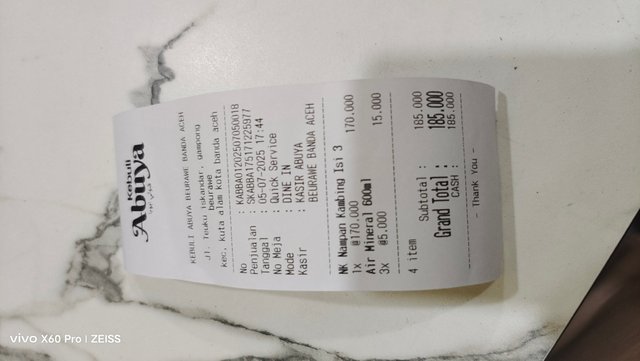 Kebuli
Abuya
KEBULI ABUYA BEURAWE BANDA ACEH
Jl. Teuku iskandar, gampong
beurawe
kec. kuta alam kota banda aceh
No : KABBA012025070500018
Penjualan : SKABBA175171225977
Tanggal : 05-07-2025 17:44
No Meja : Quick Service
Mode : DINE IN
Kasir : KASIR ABUYA
BEURAWE BANDA ACEH
NK Nampan Kambing Isi 3
1x @170.000 170.000
Air Mineral 600ml
3x @5.000 15.000
4 item
Subtotal : 185.000
Grand Total : 185.000
CASH : 185.000
- Thank You -
vivo X60 Pro | ZEISS